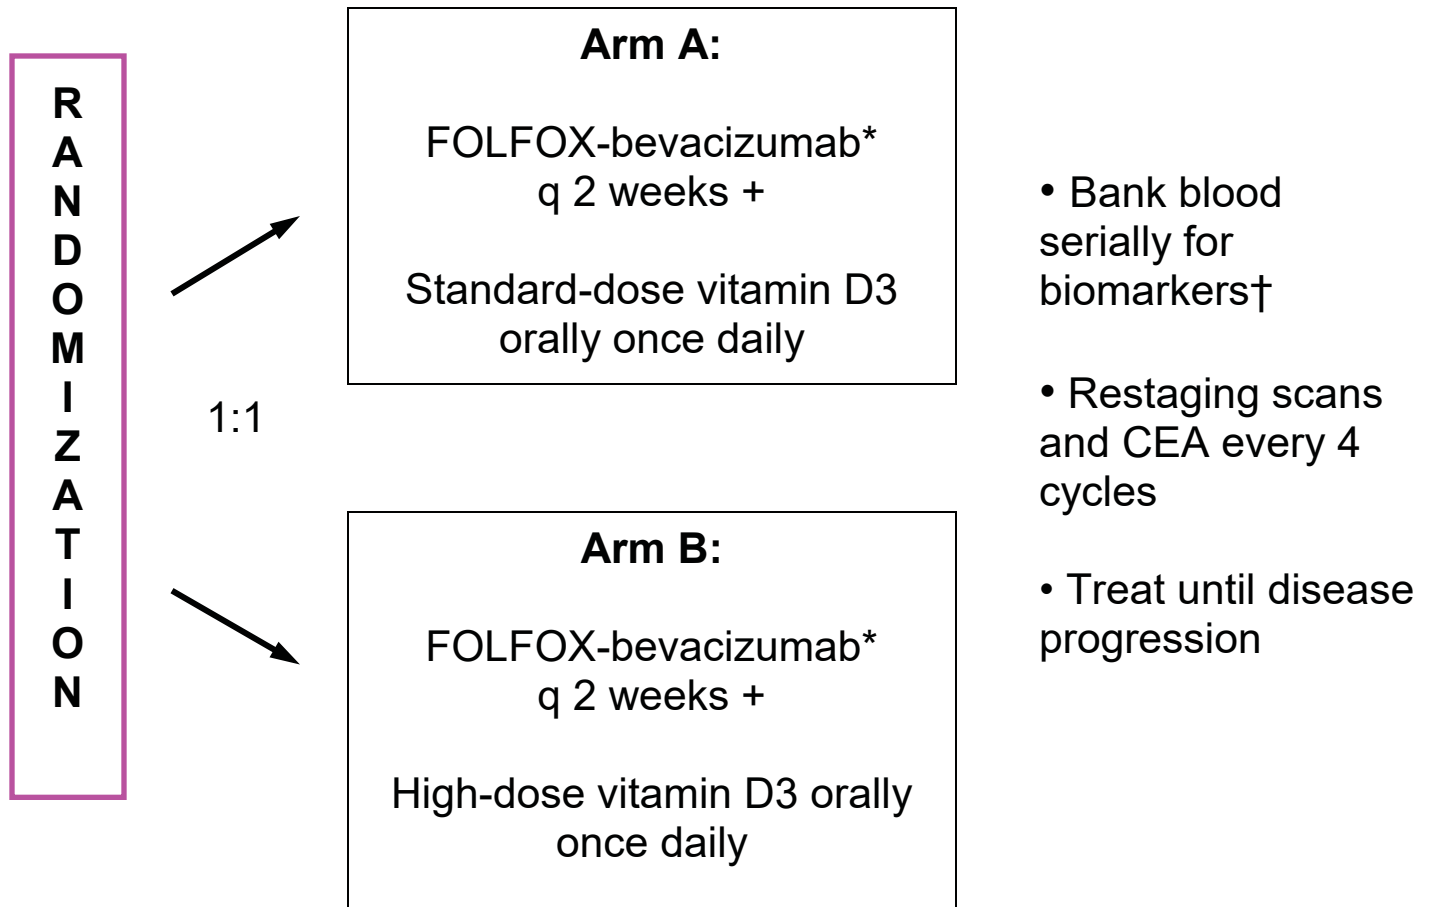 R
A
N
D
O
M
I
Z
A
T
I
O
N
1:1
Arm A:
FOLFOX-bevacizumab*
q 2 weeks +
Standard-dose vitamin D3
orally once daily
Arm B:
FOLFOX-bevacizumab*
q 2 weeks +
High-dose vitamin D3 orally
once daily
• Bank blood
serially for
biomarkers†
• Restaging scans
and CEA every 4
cycles
• Treat until disease
progression